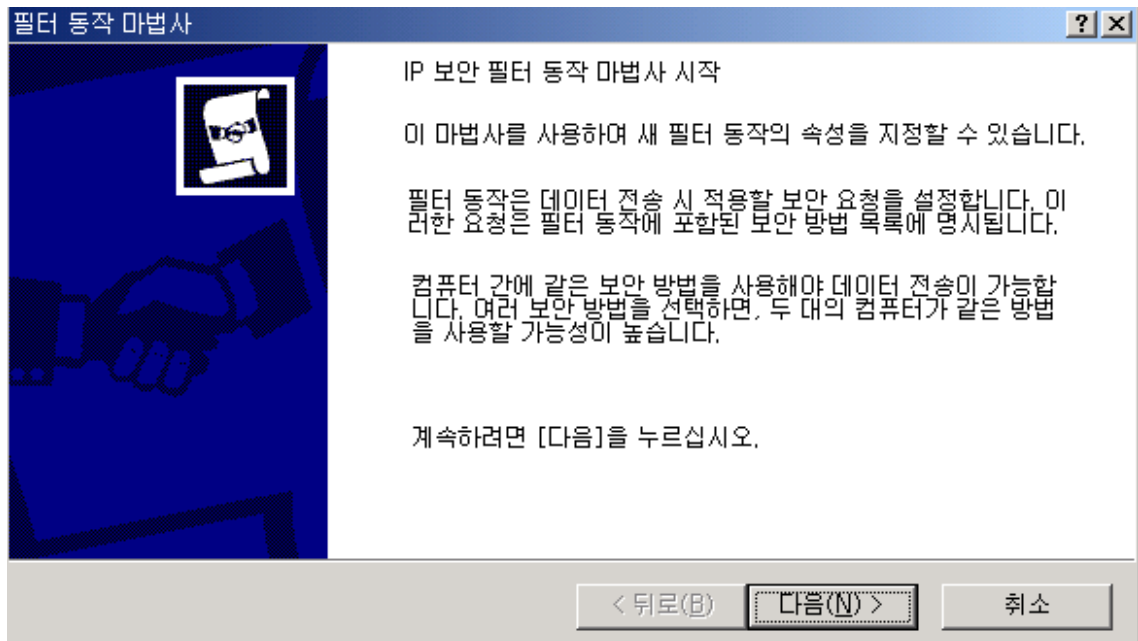 필터 동작 마법사
IP 보안 필터 동작 마법사 시작
이 마법사를 사용하여 새 필터 동작의 속성을 지정할 수 있습니다.
필터 동작은 데이터 전송 시 적용할 보안 요청을 설정합니다. 이
러한 요청은 필터 동작에 포함된 보안 방법 목록에 명시됩니다.
컴퓨터 간에 같은 보안 방법을 사용해야 데이터 전송이 가능합
니다. 여러 보안 방법을 선택하면, 두 대의 컴퓨터가 같은 방법
을 사용할 가능성이 높습니다.
계속하려면 [다음]을 누르십시오.
< 뒤로(B) 다음(N) > 취소